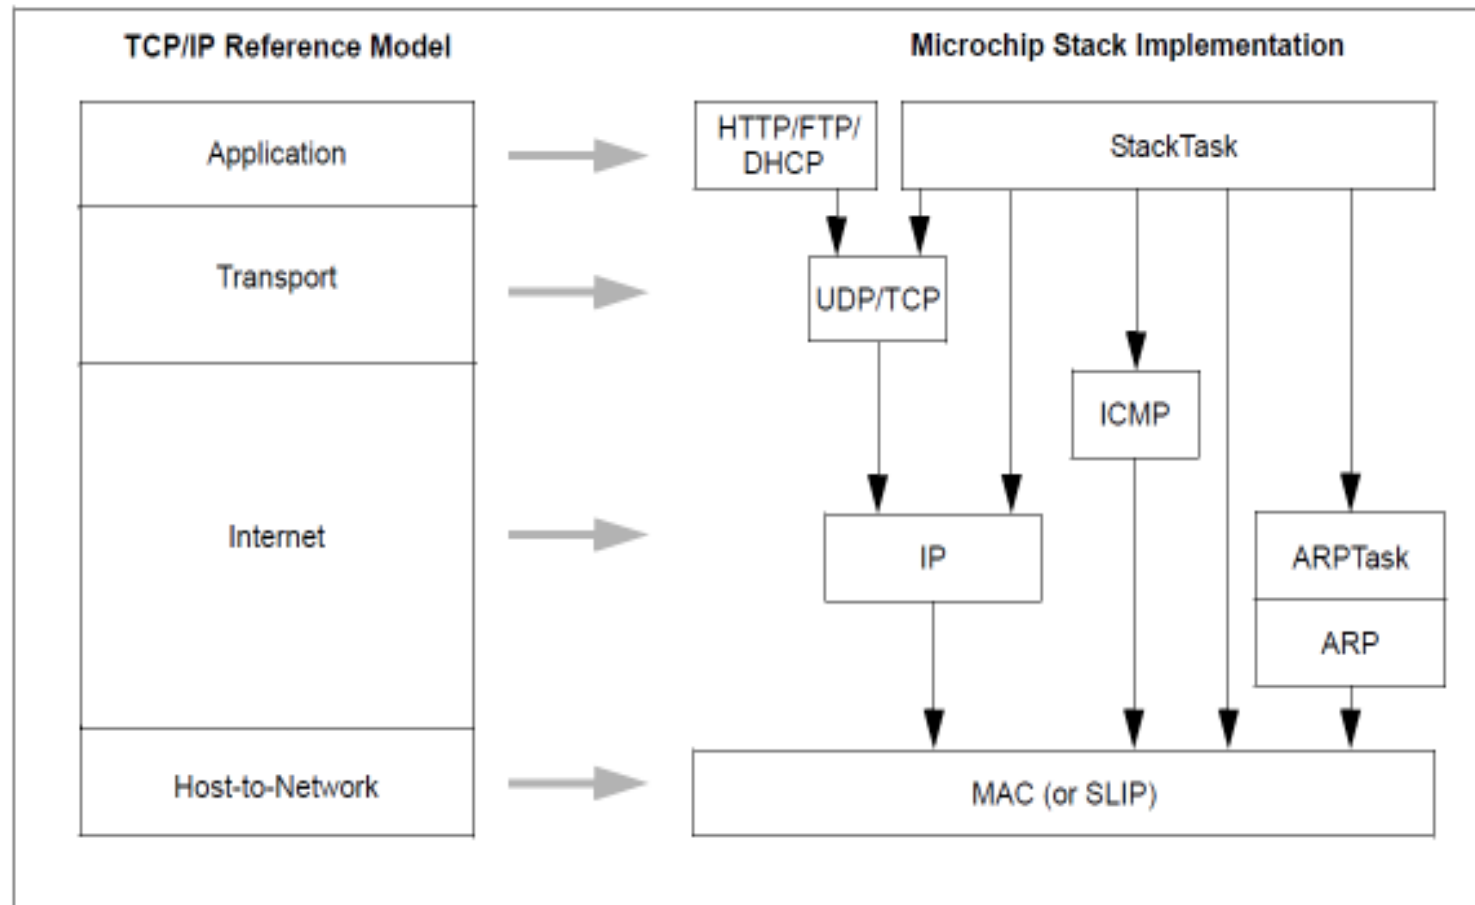 TCP/IP Reference Model
Microchip Stack Implementation
Application
HTTP/FTP/
DHCP
StackTask
Transport
UDP/TCP
ICMP
Internet
IP
ARPTask
ARP
Host-to-Network
MAC (or SLIP)